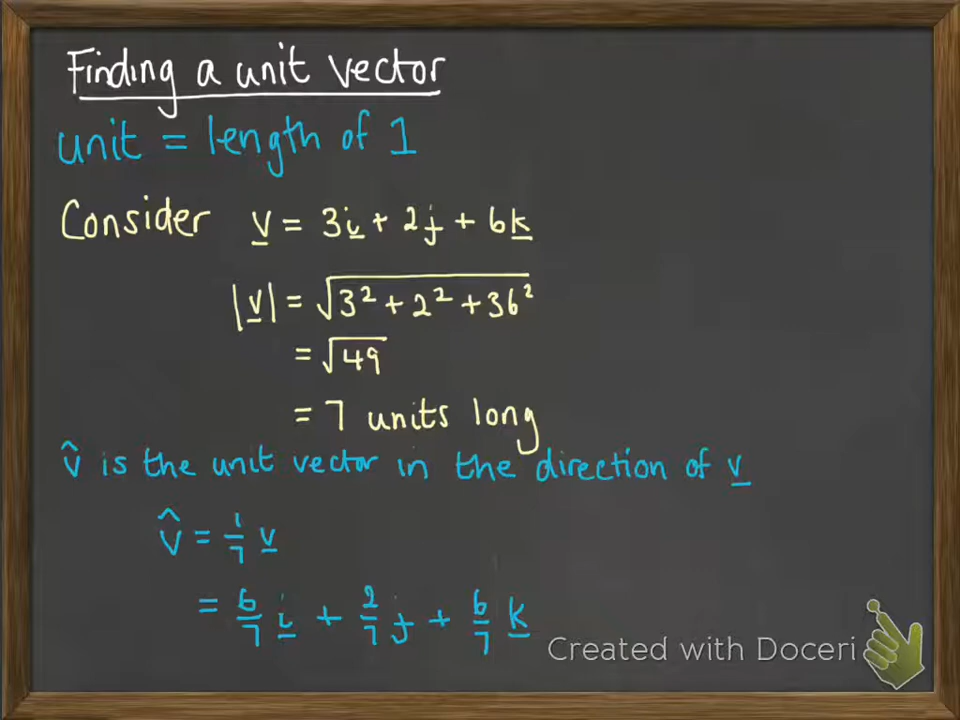 Finding a unit vector
unit = length of 1
Consider v = 3i + 2j + 6k
|v| = √3² + 2² + 36²
= √49
= 7 units long
v̂ is the unit vector in the direction of v
v̂ = 1/7 v
= 6/7 i + 2/7 j + 6/7 k
Created with Doceri